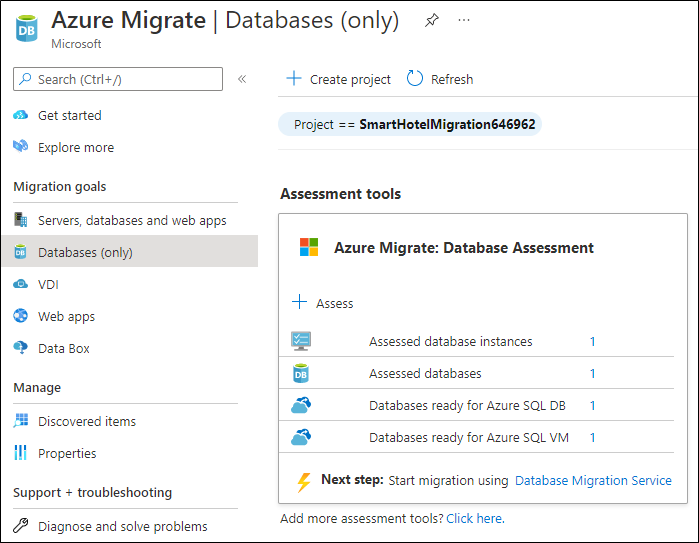 Azure Migrate | Databases (only)
Microsoft
Search (Ctrl+/)
Get started
Explore more
Migration goals
Servers, databases and web apps
Databases (only)
VDI
Web apps
Data Box
Manage
Discovered items
Properties
Support + troubleshooting
Diagnose and solve problems
Create project
Refresh
Project == SmartHotelMigration646962
Assessment tools
Azure Migrate: Database Assessment
Assess
Assessed database instances 1
Assessed databases 1
Databases ready for Azure SQL DB 1
Databases ready for Azure SQL VM 1
Next step: Start migration using Database Migration Service
Add more assessment tools? Click here.